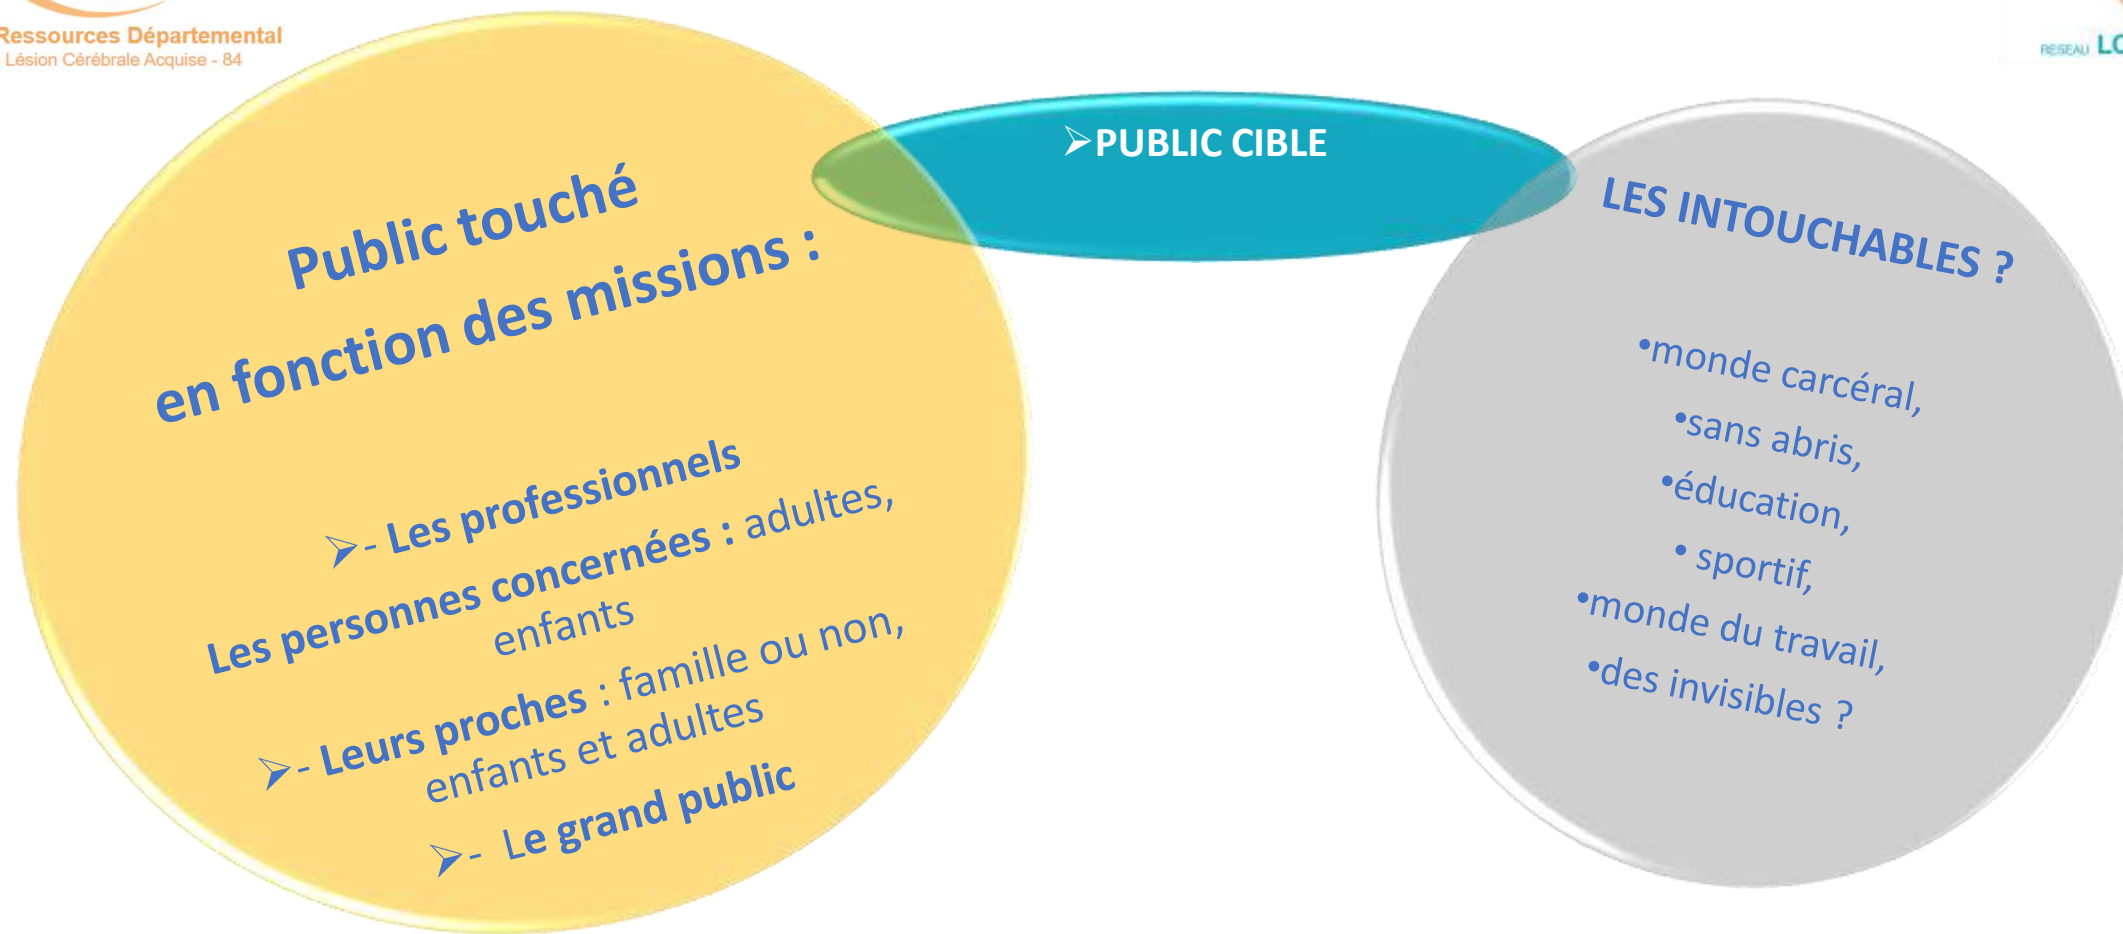 Ressources Départemental
Lésion Cérébrale Acquise - 84
RESEAU
➢PUBLIC CIBLE
Public touché
en fonction des missions :
➢- Les professionnels
Les personnes concernées : adultes,
enfants
➢- Leurs proches : famille ou non,
enfants et adultes
➢- Le grand public
LES INTOUCHABLES ?
•monde carcéral,
•sans abris,
•éducation,
• sportif,
•monde du travail,
•des invisibles ?